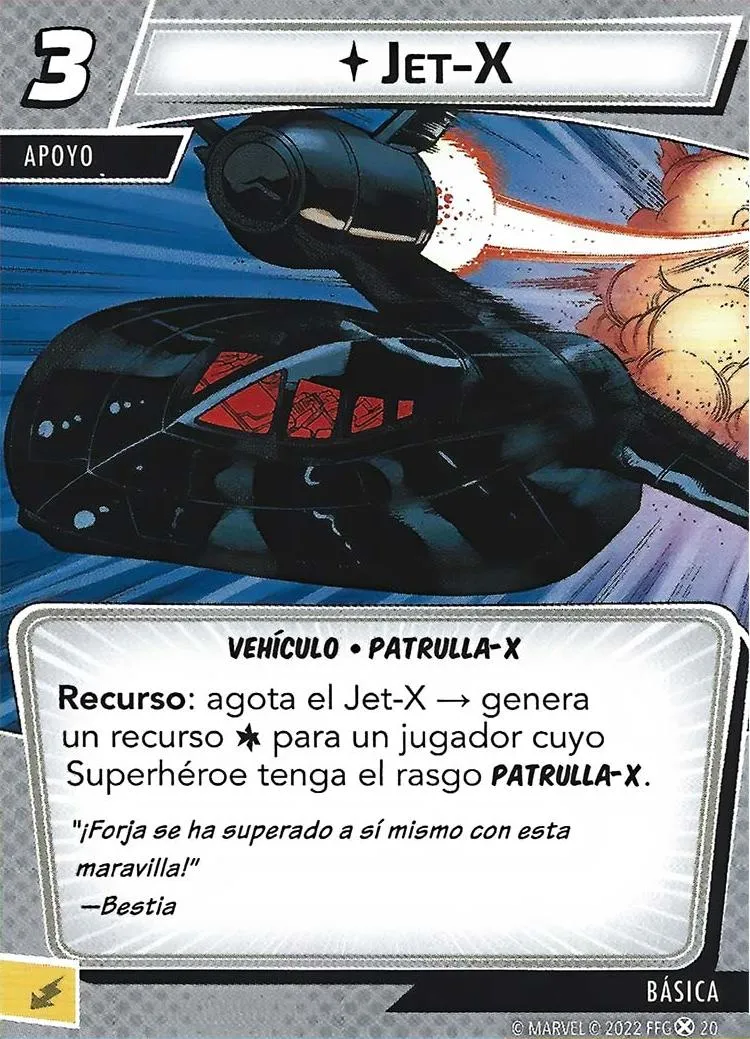 3
JET-X
APOYO
VEHÍCULO • PATRULLA-X
Recurso: agota el Jet-X → genera
un recurso para un jugador cuyo
Superhéroe tenga el rasgo PATRULLA-X.
"¡Forja se ha superado a sí mismo con esta
maravilla!"
—Bestia
BÁSICA
© MARVEL © 2022 FFG 20